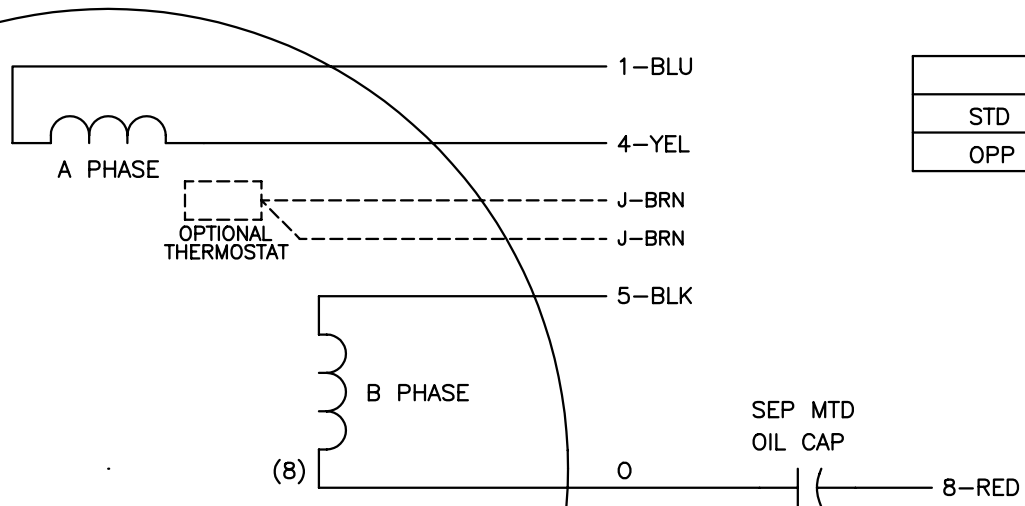 1-BLU
STD
4-YEL
OPP
A PHASE
J-BRN
OPTIONAL
THERMOSTAT
J-BRN
5-BLK
B PHASE
SEP MTD
OIL CAP
(8)
O
8-RED